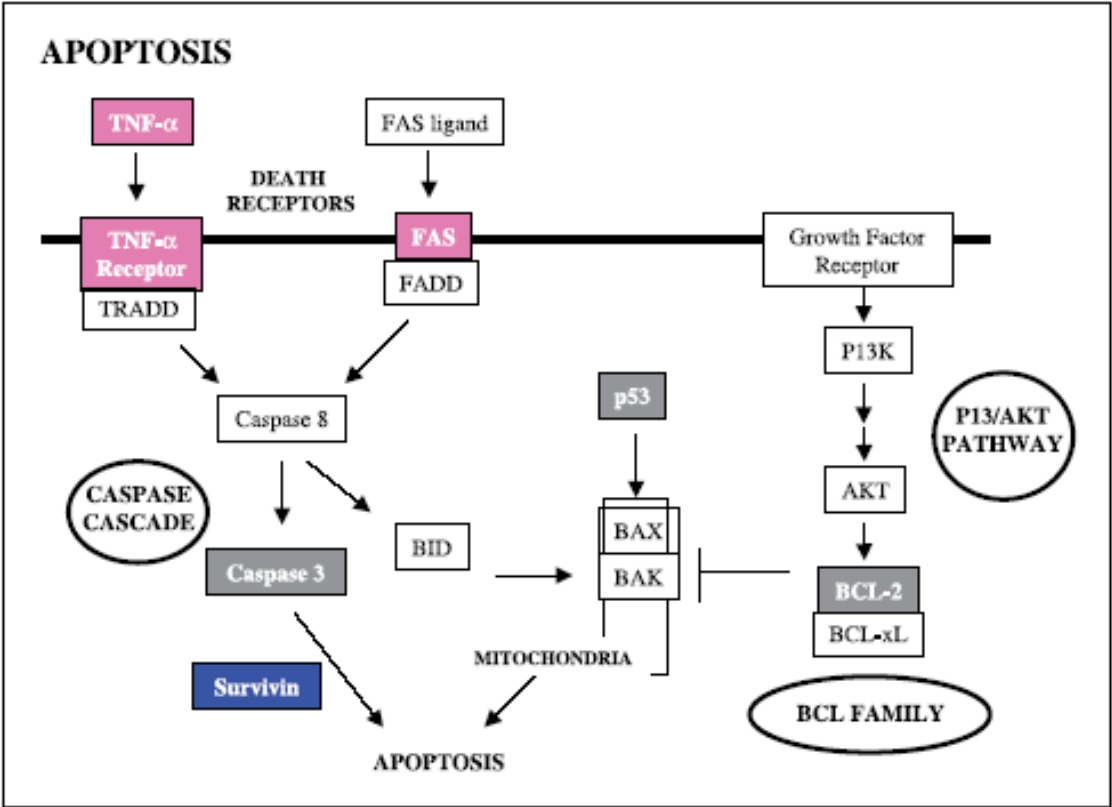 APOPTOSIS
TNF-α
FAS ligand
DEATH
RECEPTORS
TNF-α
Receptor
FAS
Growth Factor
Receptor
TRADD
FADD
P13K
Caspase 8
p53
P13/AKT
PATHWAY
CASPASE
CASCADE
AKT
BID
BAX
Caspase 3
BAK
BCL-2
BCL-xL
MITOCHONDRIA
Survivin
BCL FAMILY
APOPTOSIS